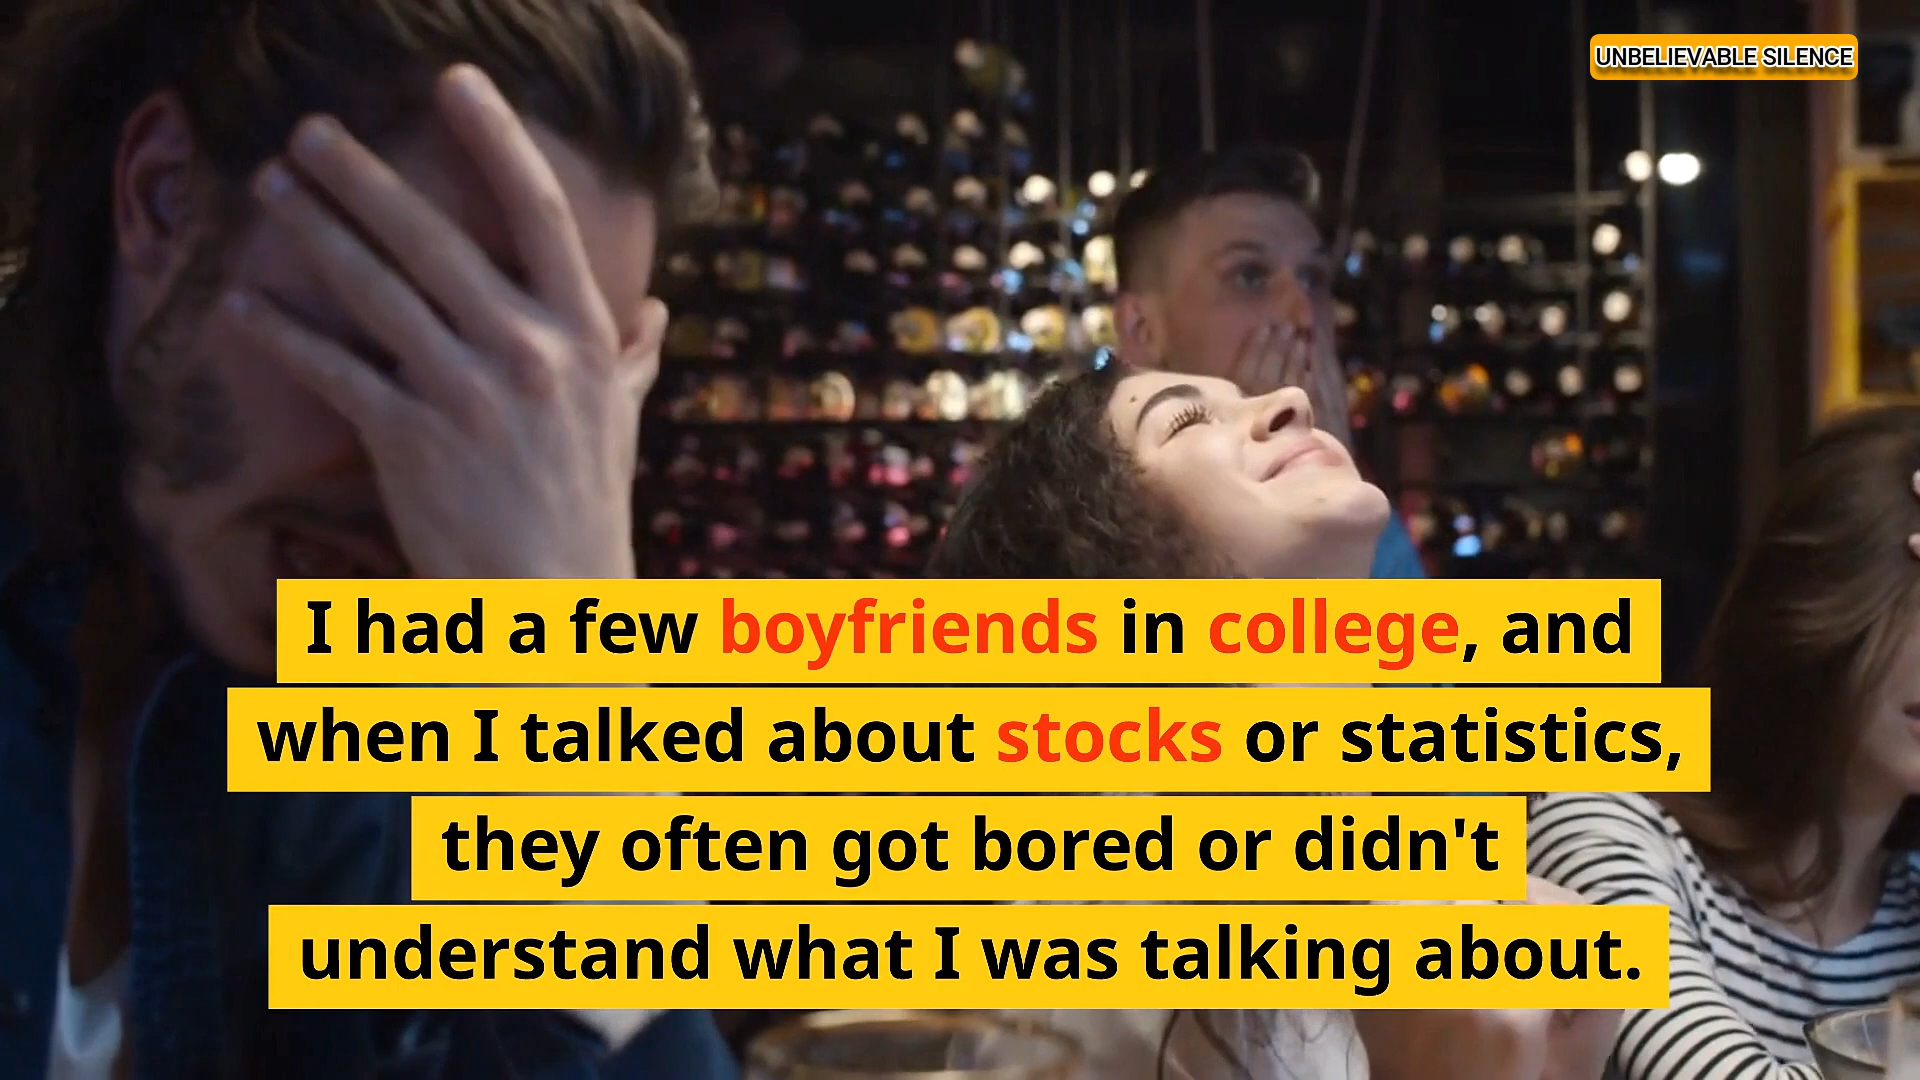 UNBELIEVABLE SILENCE
I had a few boyfriends in college, and
when I talked about stocks or statistics,
they often got bored or didn't
understand what I was talking about.